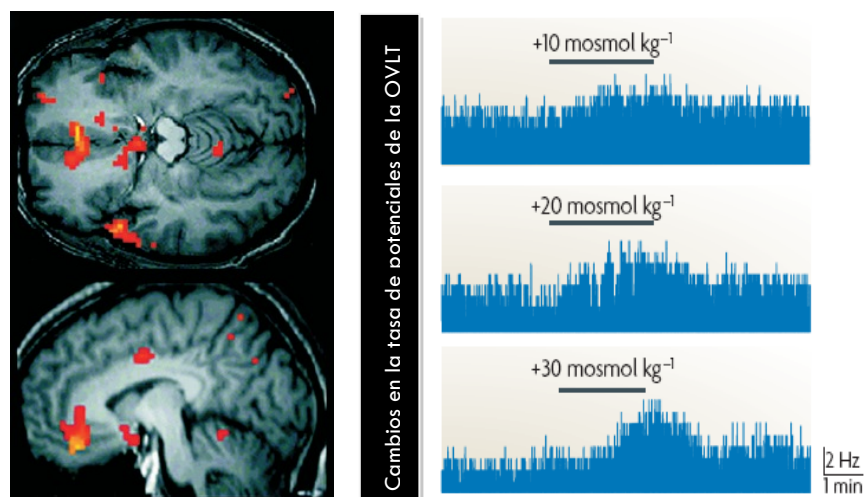 Cambios en la tasa de potenciales de la OVLT
+10 mosmol kg⁻¹
+20 mosmol kg⁻¹
+30 mosmol kg⁻¹
2 Hz
1 min